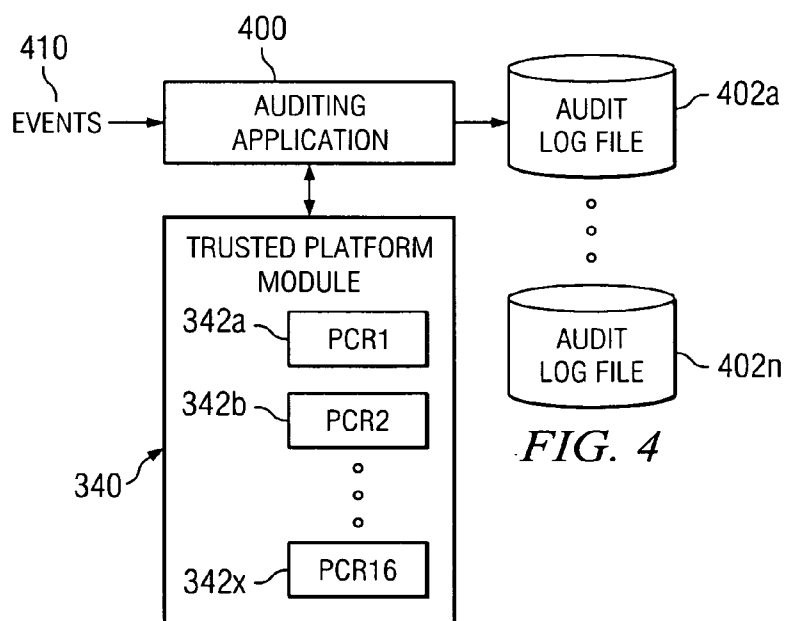 410
EVENTS
400
AUDITING
APPLICATION
AUDIT
LOG FILE
402a
TRUSTED PLATFORM
MODULE
342a
PCR1
342b
PCR2
340
342x
PCR16
AUDIT
LOG FILE
402n
FIG. 4